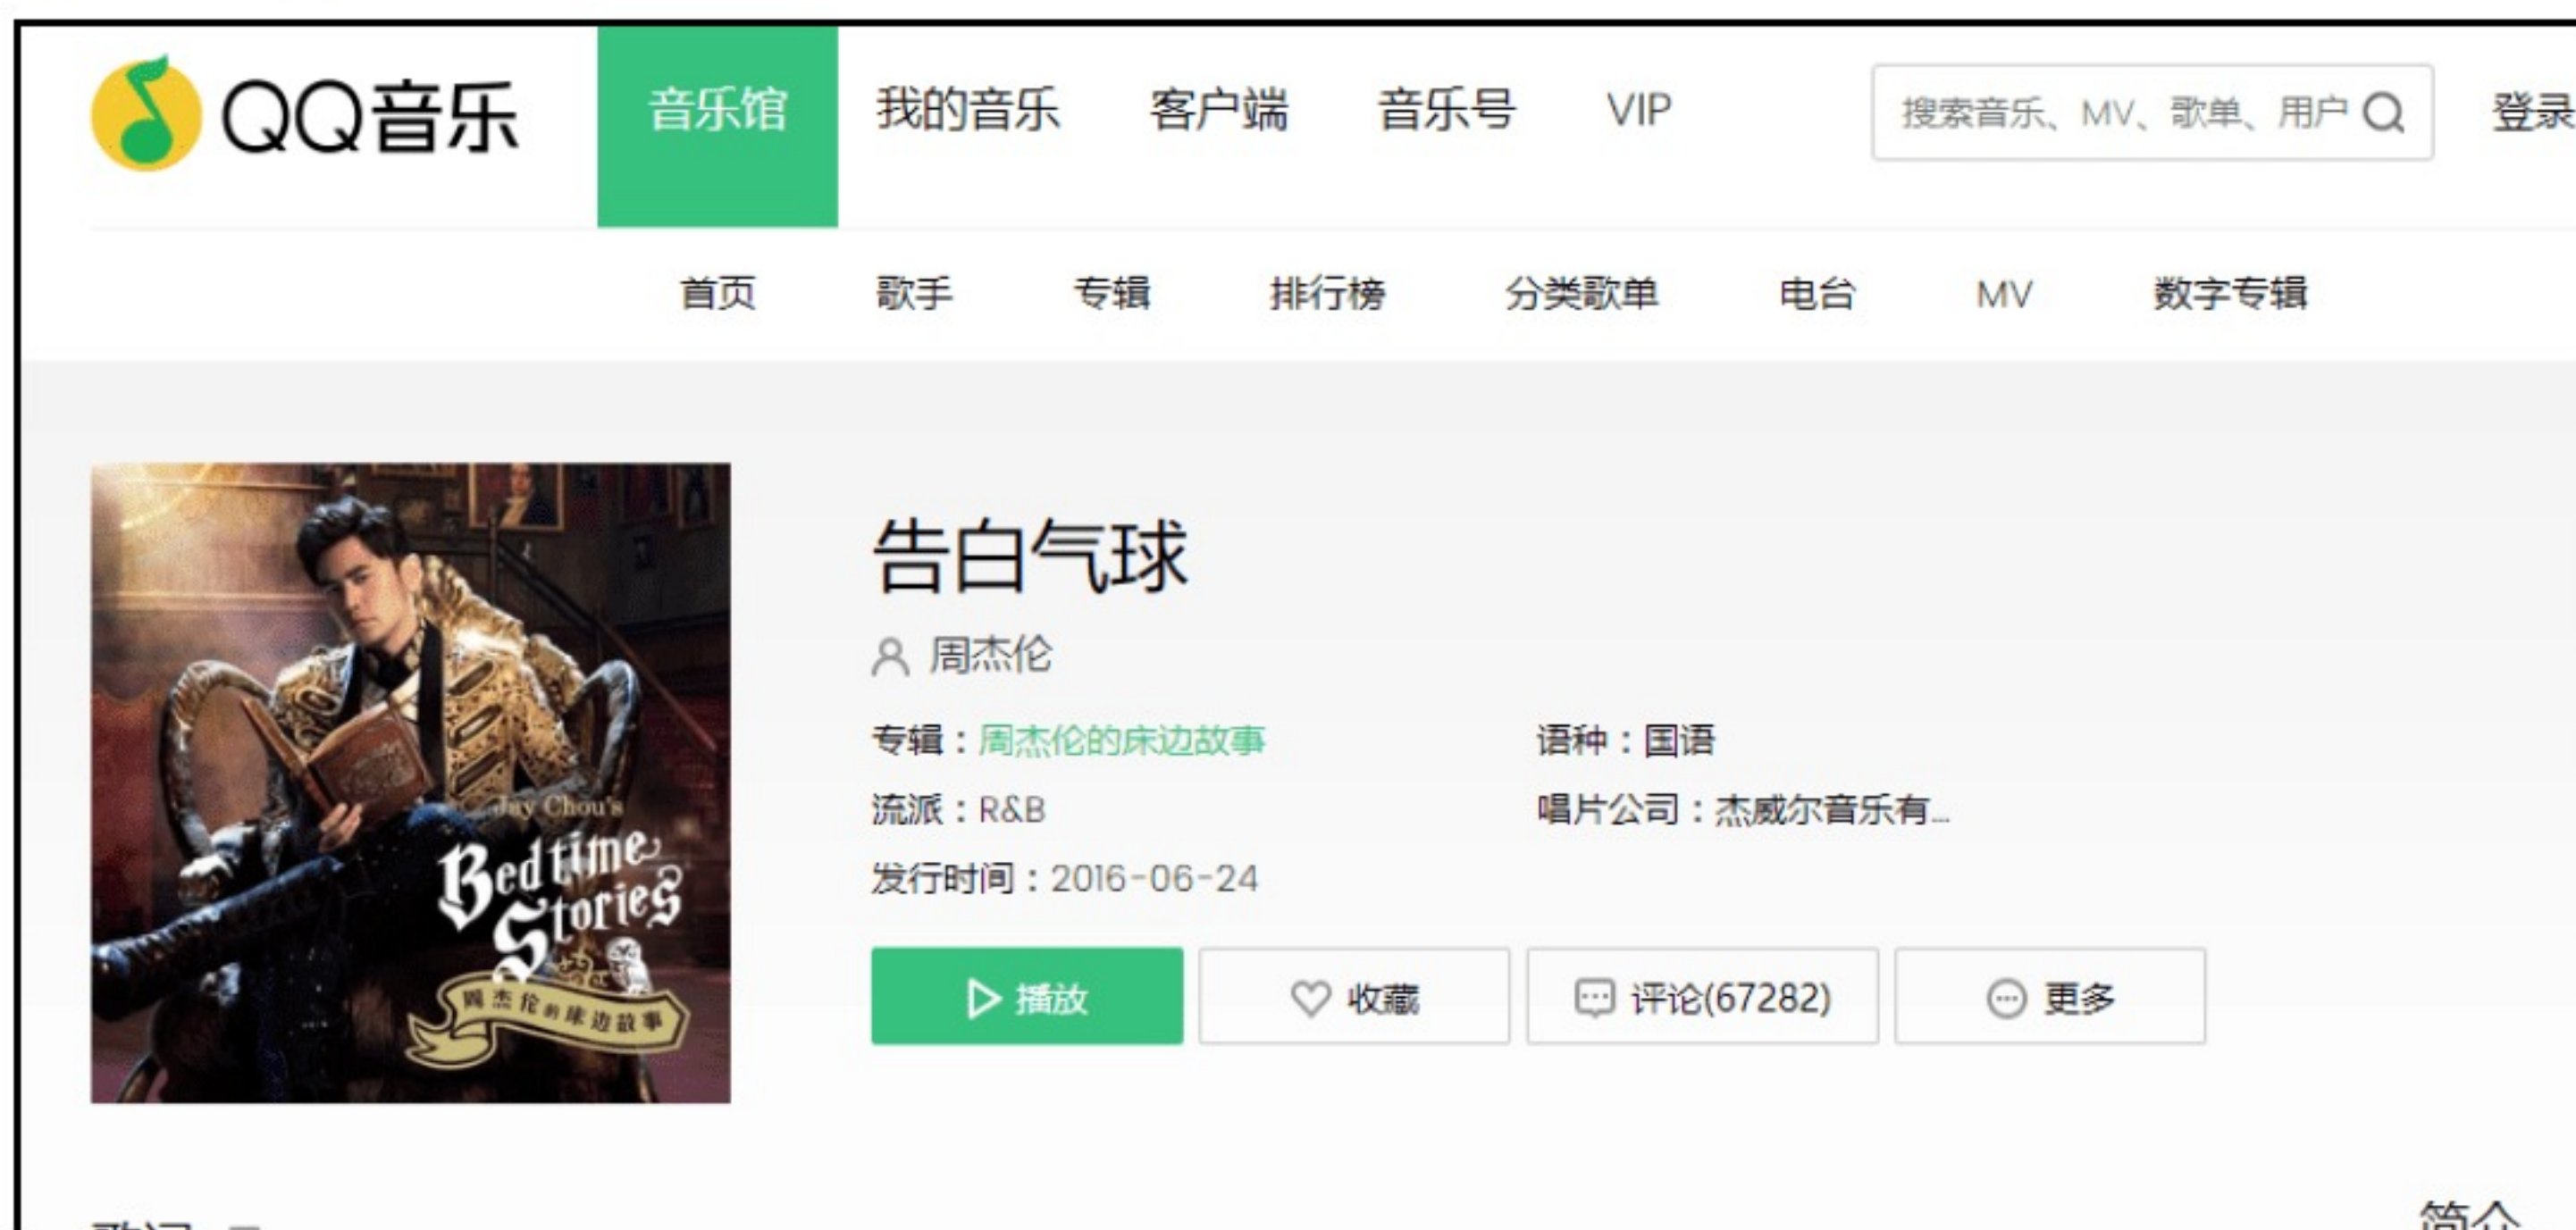 QQ音乐 音乐馆 我的音乐 客户端 音乐号 VIP 搜索音乐、MV、歌单、用户 登录
首页 歌手 专辑 排行榜 分类歌单 电台 MV 数字专辑
告白气球
周杰伦
专辑：周杰伦的床边故事 语种：国语
流派：R&B 唱片公司：杰威尔音乐有...
发行时间：2016-06-24
播放 收藏 评论(67282) 更多
Jay Chou's
Bedtime
Stories
周杰伦的床边故事
歌词
简介